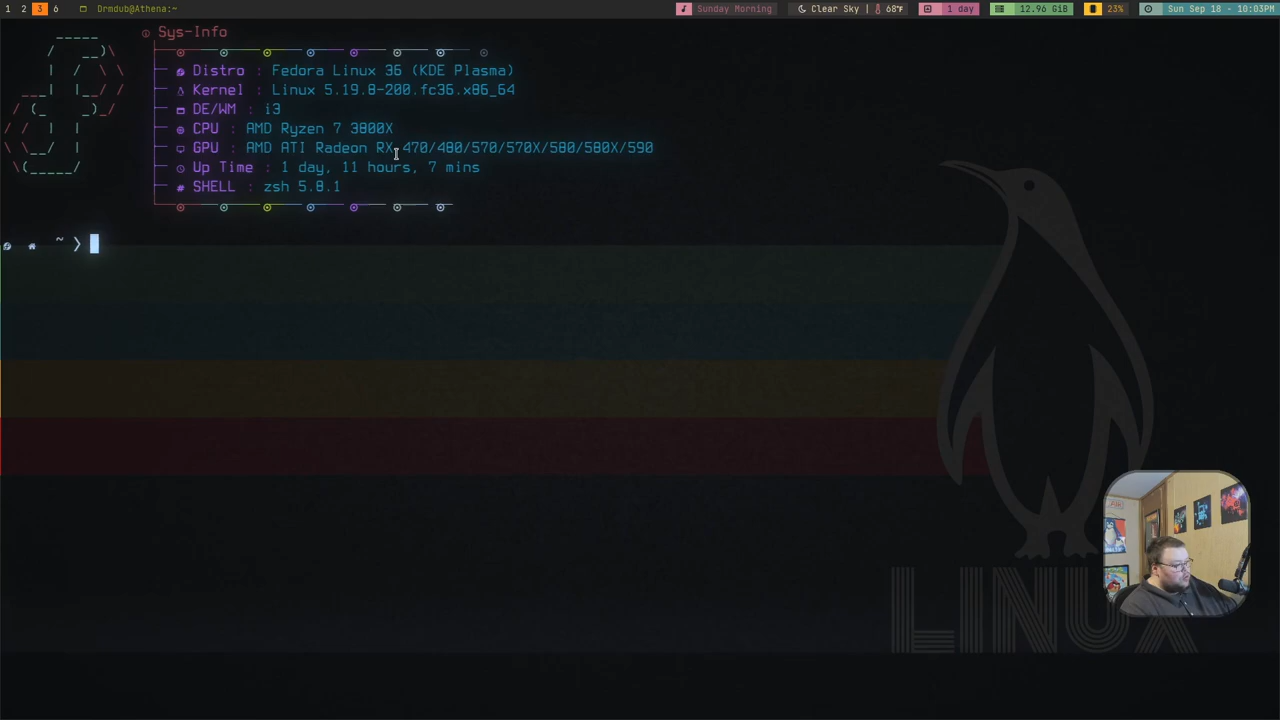 1 2 3 6 Drmdub@Athena:~ Sunday Morning Clear Sky | 68°F 1 day 12.96 GiB 23% Sun Sep 18 - 10:03PM
Sys-Info
Distro : Fedora Linux 36 (KDE Plasma)
Kernel : Linux 5.19.8-200.fc36.x86_64
DE/WM : i3
CPU : AMD Ryzen 7 3800X
GPU : AMD ATI Radeon RX 470/480/570/570X/580/580X/590
Up Time : 1 day, 11 hours, 7 mins
SHELL : zsh 5.8.1
~ ❯
LINUX